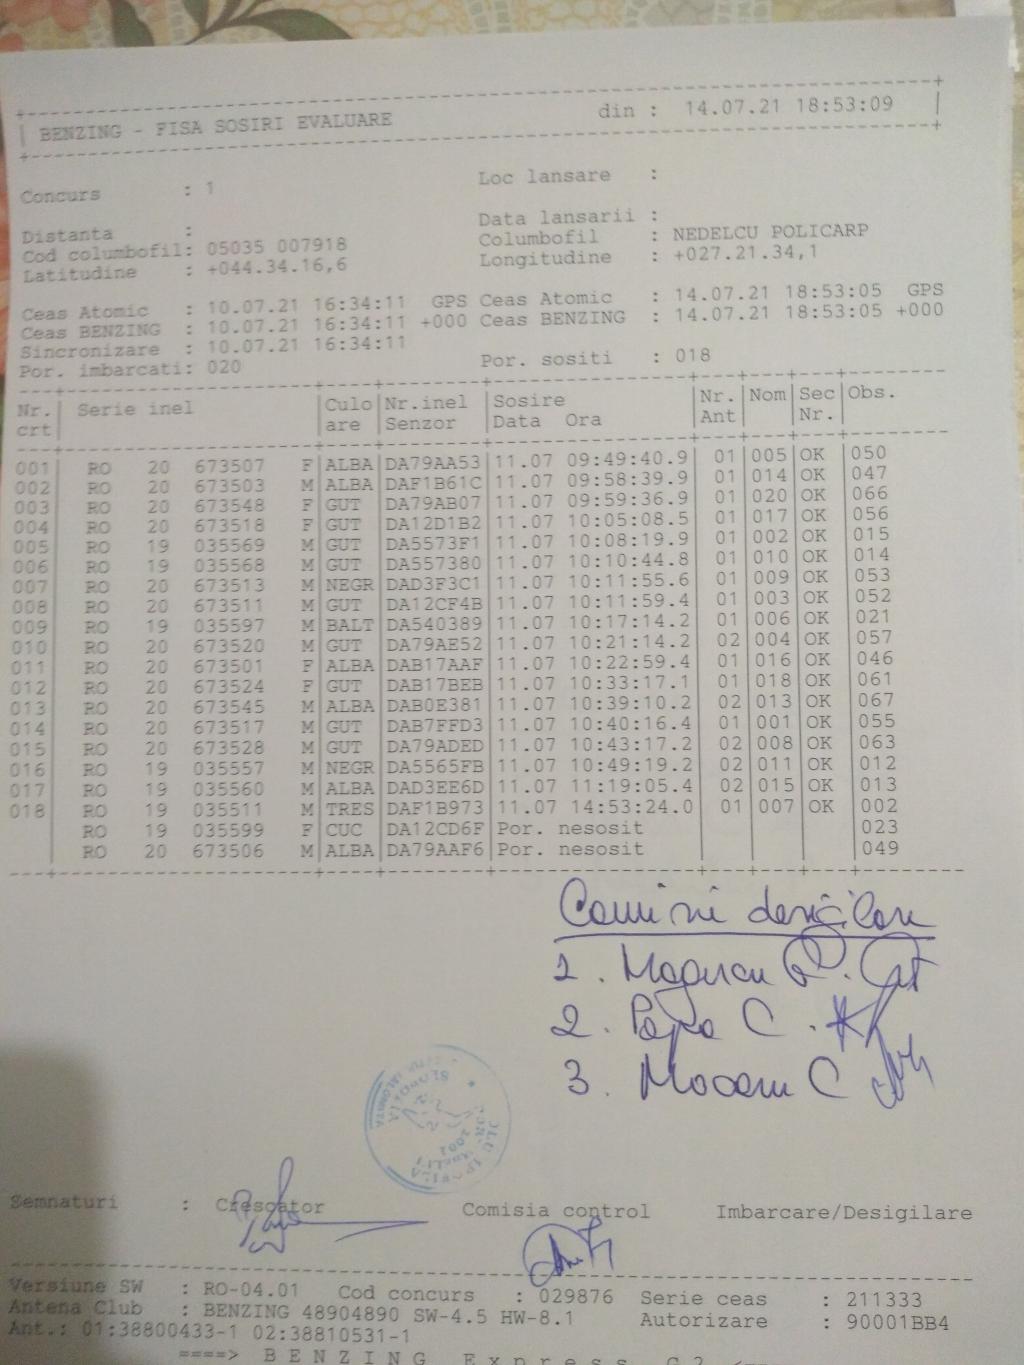 BENZING - FISA SOSIRI EVALUARE din : 14.07.21 18:53:09
Concurs : 1 Loc lansare :
Distanta : Data lansarii :
Cod columbofil: 05035 007918 Columbofil : NEDELCU POLICARP
Latitudine : +044.34.16,6 Longitudine : +027.21.34,1
Ceas Atomic : 10.07.21 16:34:11 GPS Ceas Atomic : 14.07.21 18:53:05 GPS
Ceas BENZING : 10.07.21 16:34:11 +000 Ceas BENZING : 14.07.21 18:53:05 +000
Sincronizare : 10.07.21 16:34:11
Por. imbarcati: 020 Por. sositi : 018
Nr. Serie inel Culo Nr.inel Sosire Nr. Nom Sec Obs.
crt are Senzor Data Ora Ant Nr.
001 RO 20 673507 F ALBA DA79AA53 11.07 09:49:40.9 01 005 OK 050
002 RO 20 673503 M ALBA DAF1B61C 11.07 09:58:39.9 01 014 OK 047
003 RO 20 673548 F GUT DA79AB07 11.07 09:59:36.9 01 020 OK 066
004 RO 20 673518 F GUT DA12D1B2 11.07 10:05:08.5 01 017 OK 056
005 RO 19 035569 M GUT DA5573F1 11.07 10:08:19.9 01 002 OK 015
006 RO 19 035568 M GUT DA557380 11.07 10:10:44.8 01 010 OK 014
007 RO 20 673513 M NEGR DAD3F3C1 11.07 10:11:55.6 01 009 OK 053
008 RO 20 673511 M GUT DA12CF4B 11.07 10:11:59.4 01 003 OK 052
009 RO 19 035597 M BALT DA540389 11.07 10:17:14.2 01 006 OK 021
010 RO 20 673520 M GUT DA79AE52 11.07 10:21:14.2 02 004 OK 057
011 RO 20 673501 F ALBA DAB17AAF 11.07 10:22:59.4 01 016 OK 046
012 RO 20 673524 F GUT DAB17BEB 11.07 10:33:17.1 01 018 OK 061
013 RO 20 673545 M ALBA DAB0E381 11.07 10:39:10.2 02 013 OK 067
014 RO 20 673517 M GUT DAB7FFD3 11.07 10:40:16.4 01 001 OK 055
015 RO 20 673528 M GUT DA79ADED 11.07 10:43:17.2 02 008 OK 063
016 RO 19 035557 M NEGR DA5565FB 11.07 10:49:19.2 02 011 OK 012
017 RO 19 035560 M ALBA DAD3EE6D 11.07 11:19:05.4 02 015 OK 013
018 RO 19 035511 M TRES DAF1B973 11.07 14:53:24.0 01 007 OK 002
RO 19 035599 F CUC DA12CD6F Por. nesosit 023
RO 20 673506 M ALBA DA79AAF6 Por. nesosit 049
1.
2. Popa C.
3. C
Semnaturi : Crescator Comisia control Imbarcare/Desigilare
Versiune SW : RO-04.01 Cod concurs : 029876 Serie ceas : 211333
Antena Club : BENZING 48904890 SW-4.5 HW-8.1 Autorizare : 90001BB4
Ant.: 01:38800433-1 02:38810531-1
====> BENZING Express G2 <===